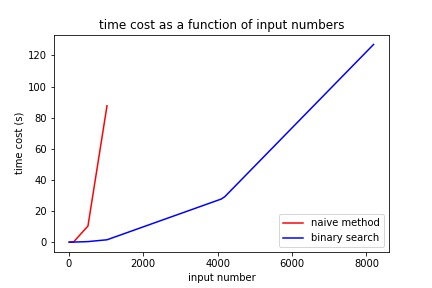 time cost as a function of input numbers
120
100
80
60
40
20
0
time cost (s)
naive method
binary search
0
2000
4000
6000
8000
input number